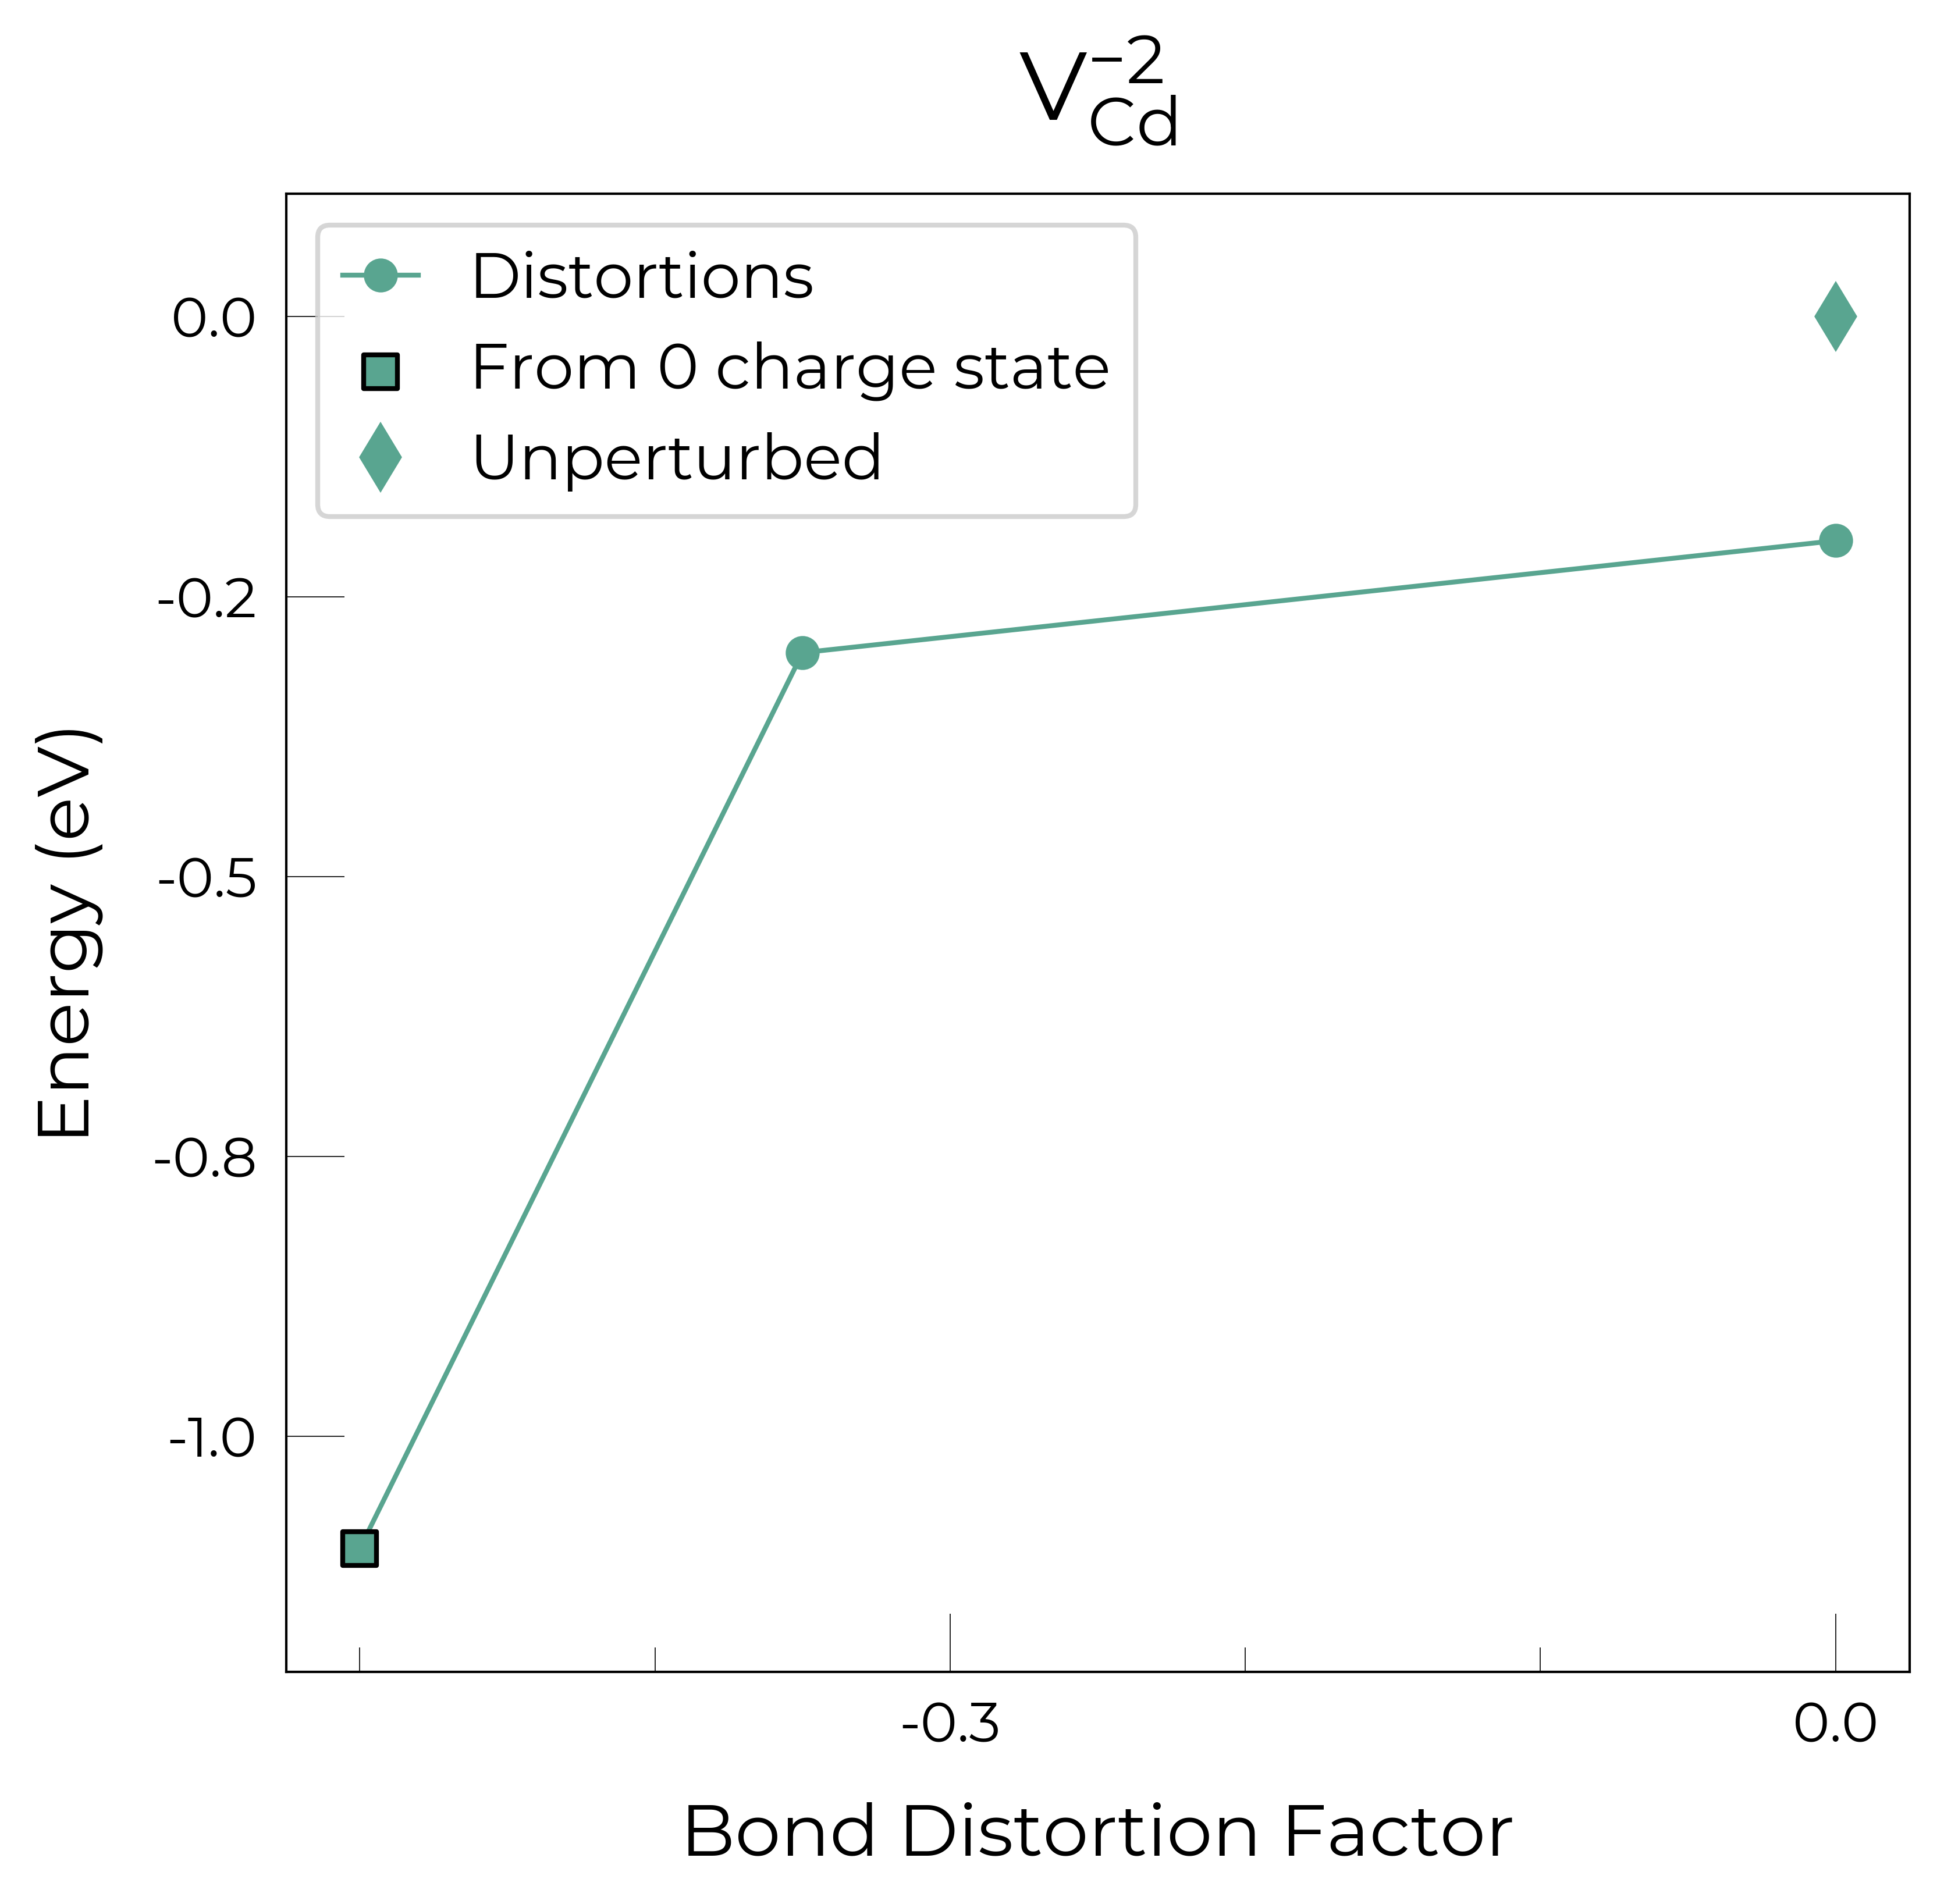 V−2Cd
Distortions
From 0 charge state
Unperturbed
0.0
-0.2
-0.5
-0.8
-1.0
Energy (eV)
-0.3 0.0
Bond Distortion Factor